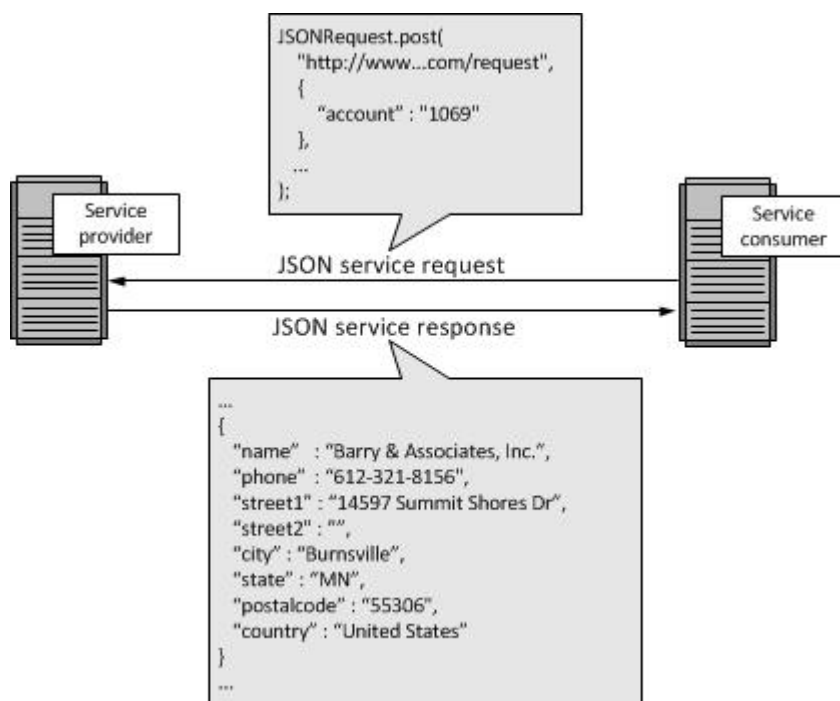 JSONRequest.post(
"http://www...com/request",
{
"account" : "1069"
},
...
};
Service
provider
Service
consumer
JSON service request
JSON service response
...
{
"name" : "Barry & Associates, Inc.",
"phone" : "612-321-8156",
"street1" : "14597 Summit Shores Dr",
"street2" : "",
"city" : "Burnsville",
"state" : "MN",
"postalcode" : "55306",
"country" : "United States"
}
...